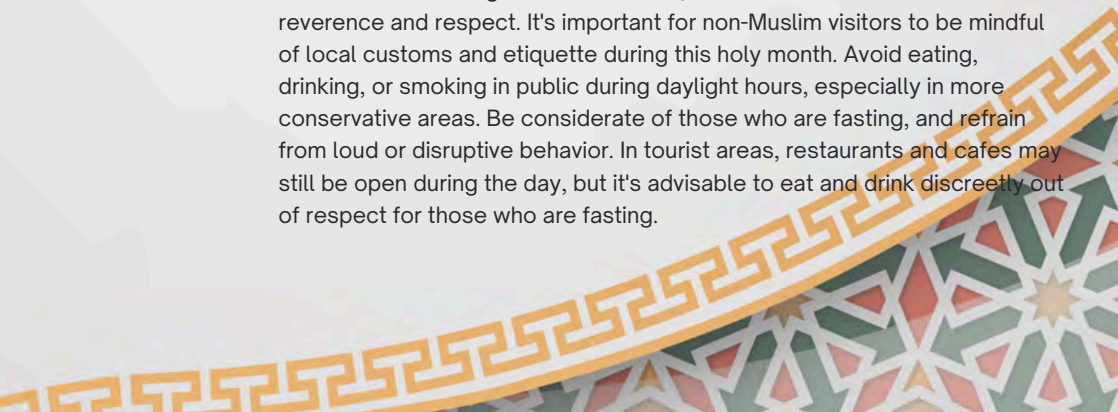 reverence and respect. It's important for non-Muslim visitors to be mindful
of local customs and etiquette during this holy month. Avoid eating,
drinking, or smoking in public during daylight hours, especially in more
conservative areas. Be considerate of those who are fasting, and refrain
from loud or disruptive behavior. In tourist areas, restaurants and cafes may
still be open during the day, but it's advisable to eat and drink discreetly out
of respect for those who are fasting.